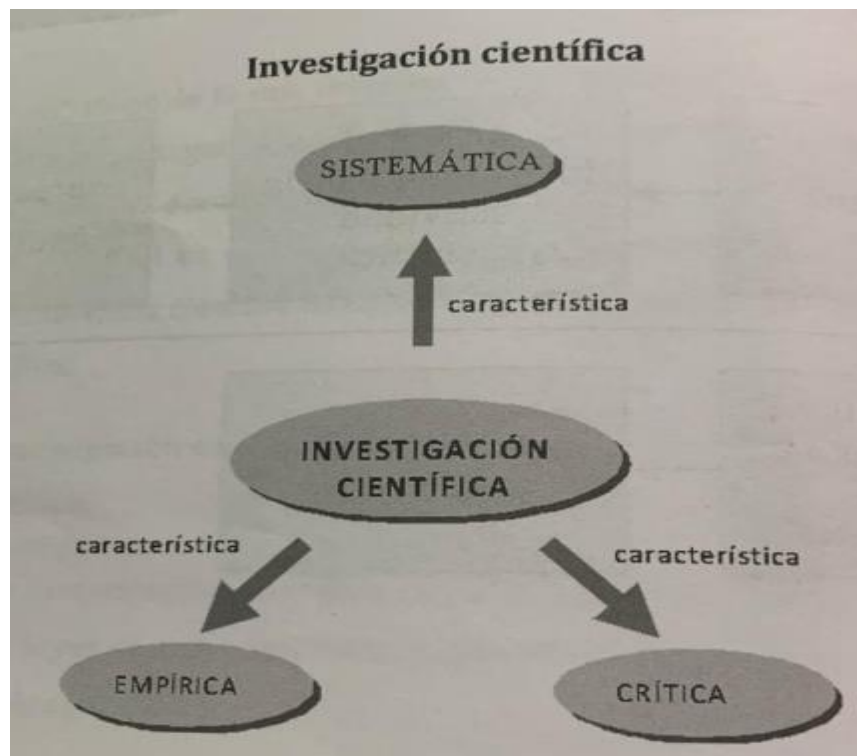 Investigación científica
SISTEMÁTICA
característica
INVESTIGACIÓN
CIENTÍFICA
característica
característica
EMPÍRICA
CRÍTICA